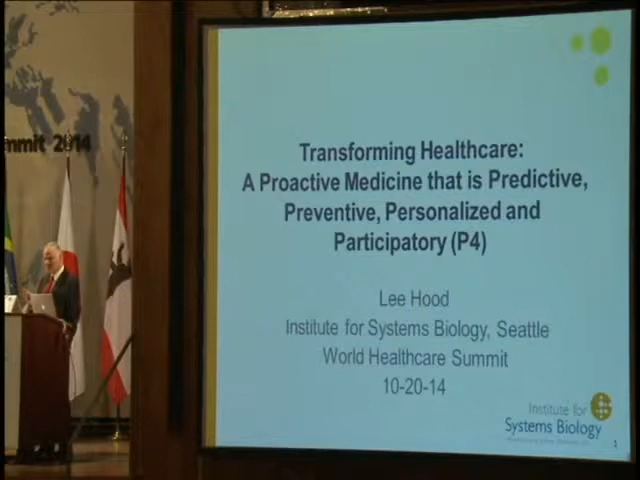 mmit 2014
Transforming Healthcare:
A Proactive Medicine that is Predictive,
Preventive, Personalized and
Participatory (P4)
Lee Hood
Institute for Systems Biology, Seattle
World Healthcare Summit
10-20-14
Institute for
Systems Biology
1